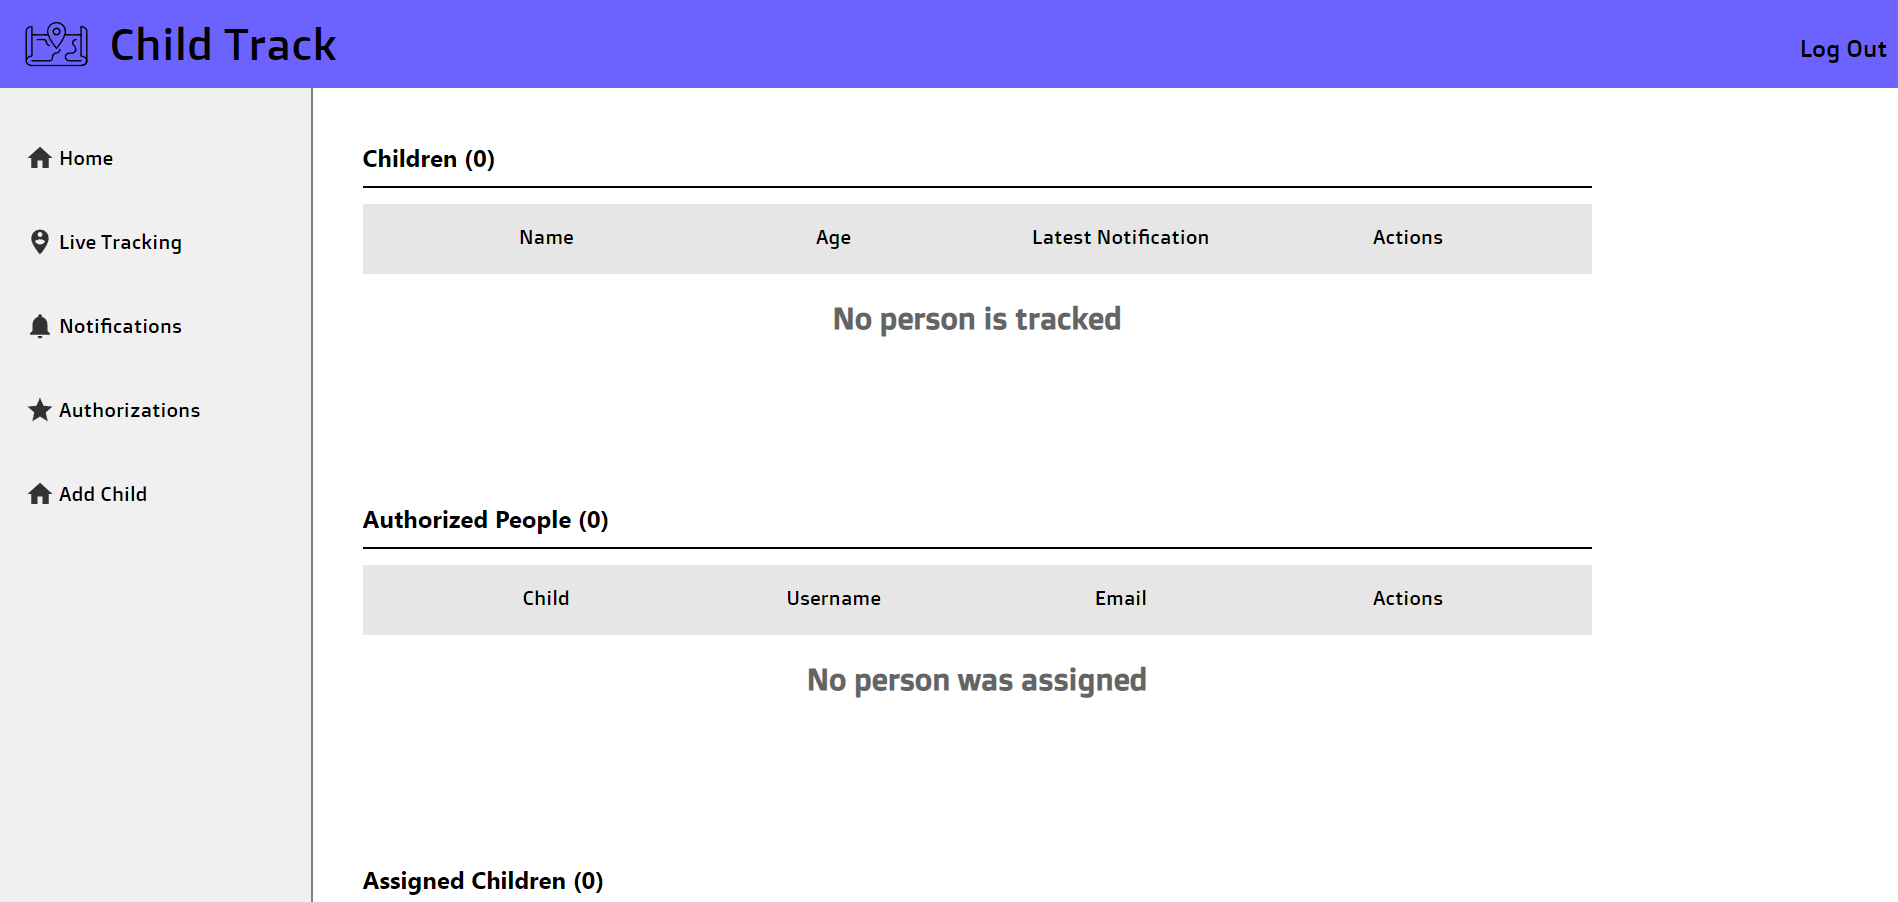 Child Track
Log Out
Home
Live Tracking
Notifications
Authorizations
Add Child
Children (0)
Name Age Latest Notification Actions
No person is tracked
Authorized People (0)
Child Username Email Actions
No person was assigned
Assigned Children (0)